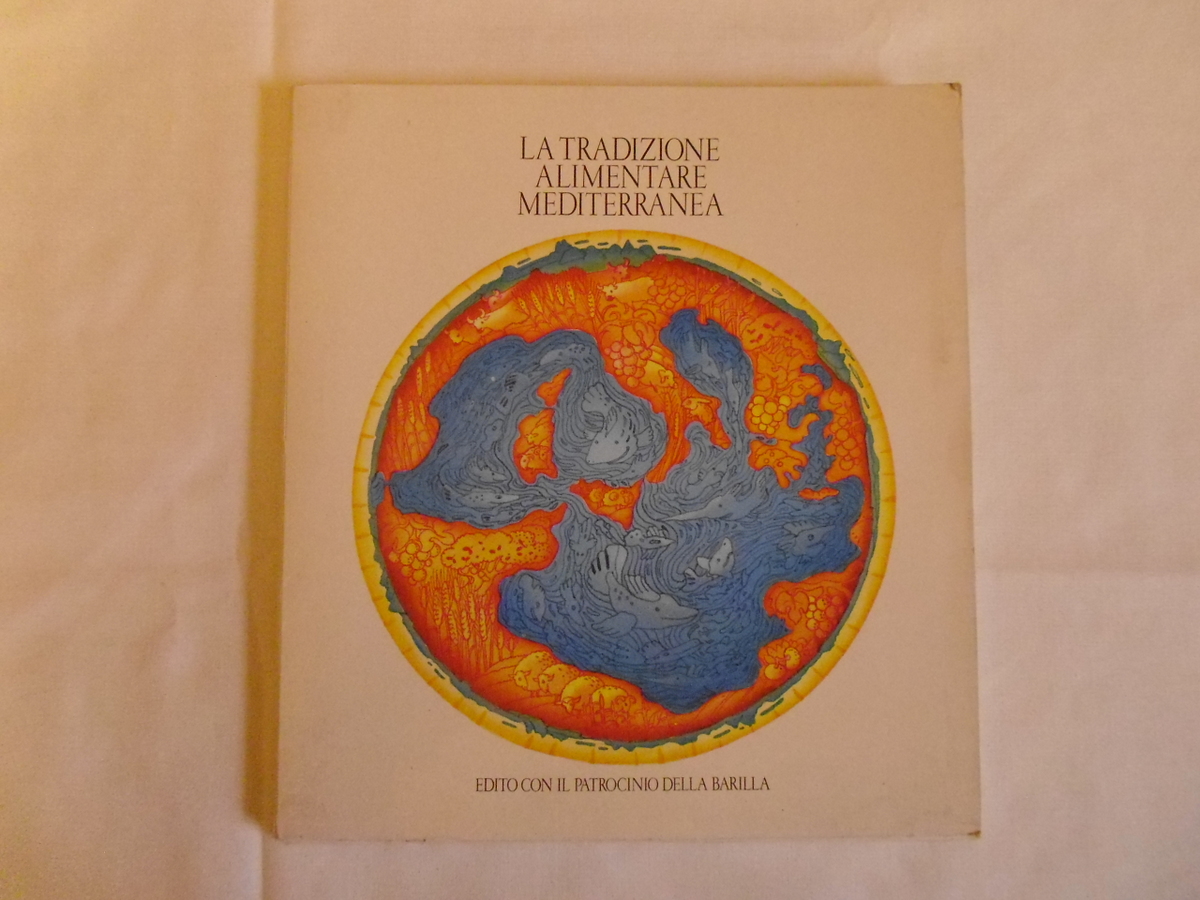 LA TRADIZIONE
ALIMENTARE
MEDITERRANEA
EDITO CON IL PATROCINIO DELLA BARILLA